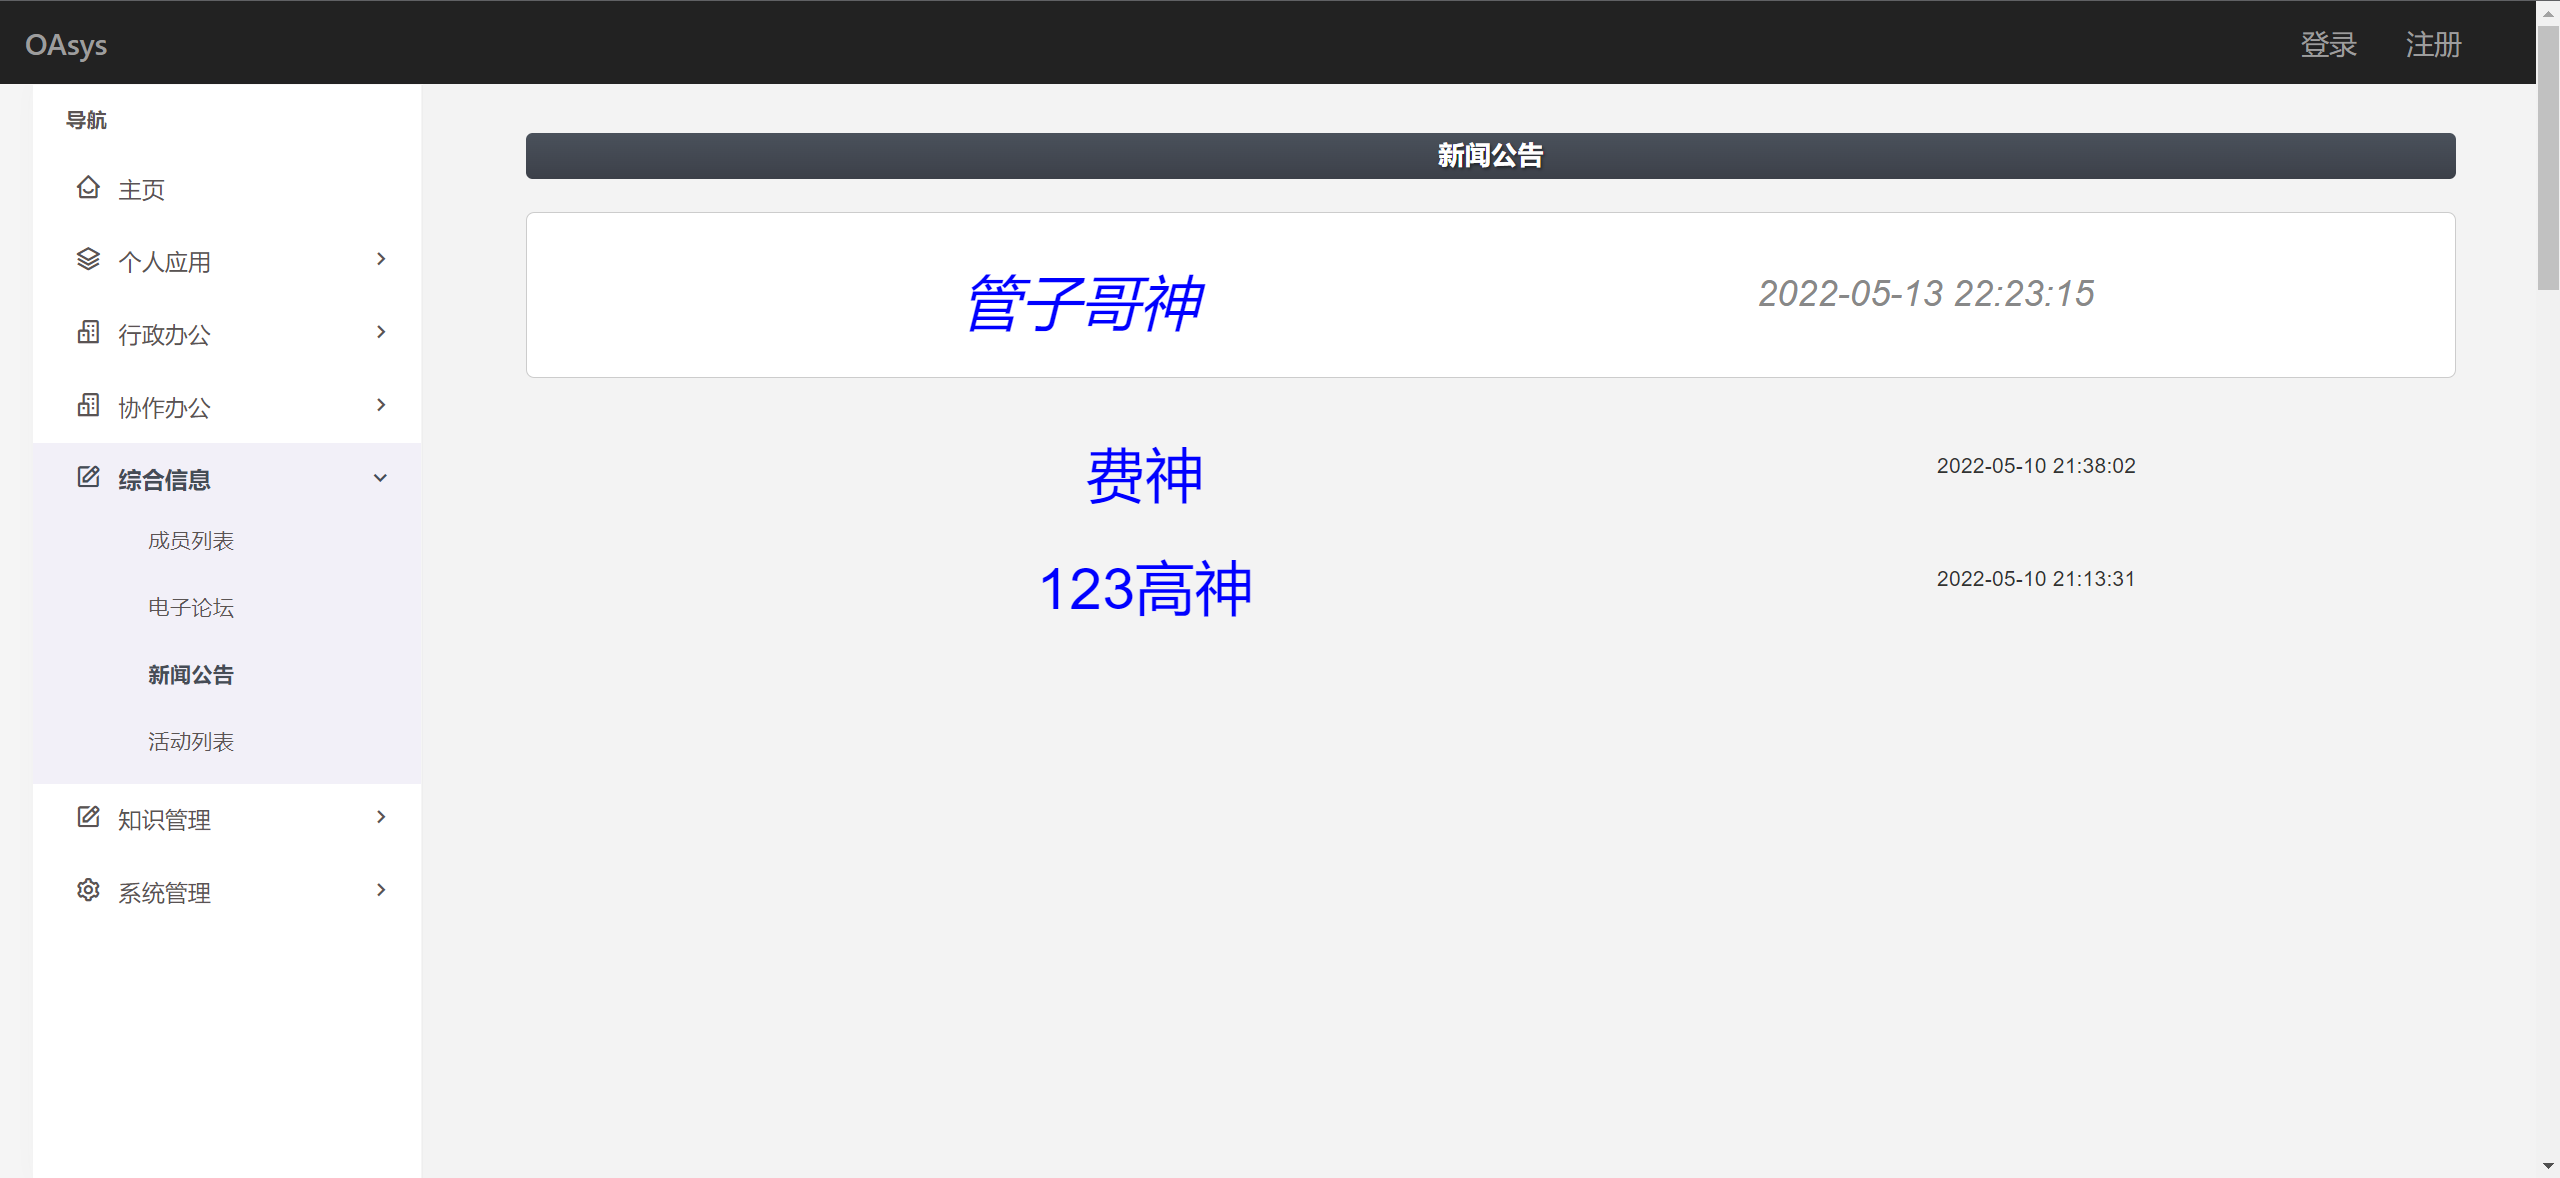 OAsys
登录
注册
导航
主页
个人应用
行政办公
协作办公
综合信息
成员列表
电子论坛
新闻公告
活动列表
知识管理
系统管理
新闻公告
管子哥神
2022-05-13 22:23:15
费神
2022-05-10 21:38:02
123高神
2022-05-10 21:13:31